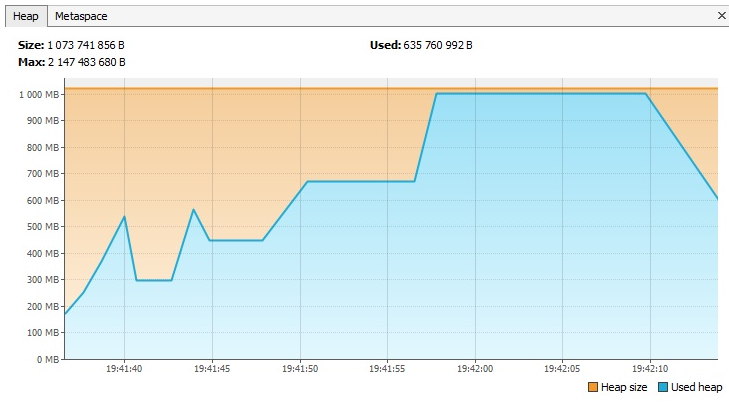 Heap Metaspace ×
Size: 1 073 741 856 B Used: 635 760 992 B
Max: 2 147 483 680 B
1 000 MB
900 MB
800 MB
700 MB
600 MB
500 MB
400 MB
300 MB
200 MB
100 MB
0 MB
19:41:40 19:41:45 19:41:50 19:41:55 19:42:00 19:42:05 19:42:10
Heap size Used heap